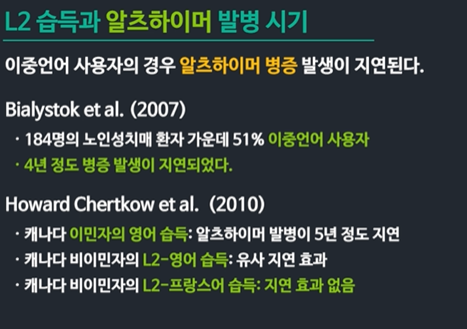 L2 습득과 알츠하이머 발병 시기
이중언어 사용자의 경우 알츠하이머 병증 발생이 지연된다.
Bialystok et al. (2007)
· 184명의 노인성치매 환자 가운데 51% 이중언어 사용자
· 4년 정도 병증 발생이 지연되었다.
Howard Chertkow et al. (2010)
· 캐나다 이민자의 영어 습득: 알츠하이머 발병이 5년 정도 지연
· 캐나다 비이민자의 L2-영어 습득: 유사 지연 효과
· 캐나다 비이민자의 L2-프랑스어 습득: 지연 효과 없음